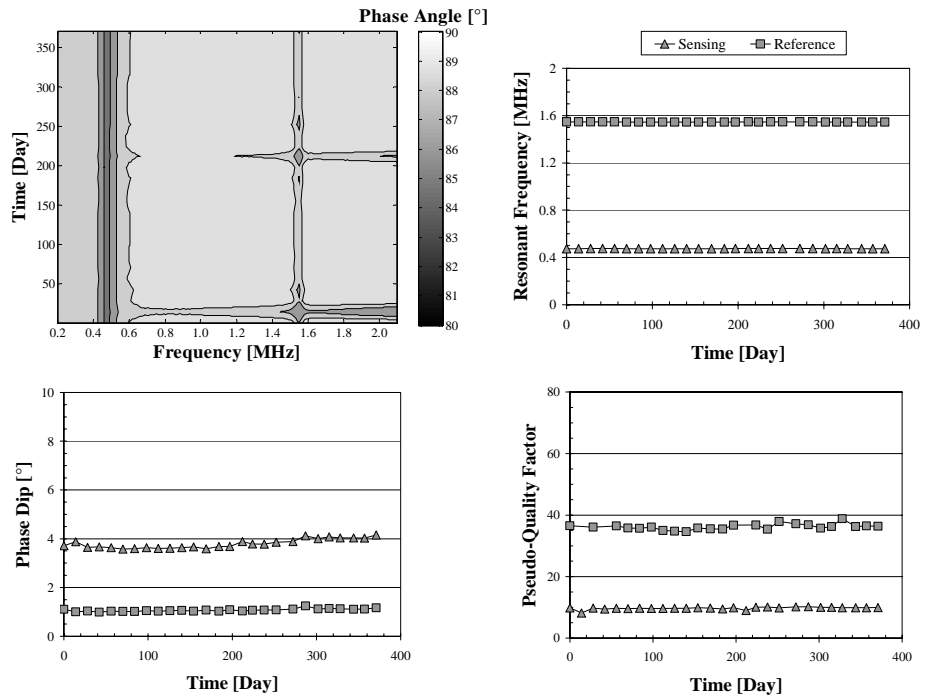 Phase Angle [°]
350
300
250
200
150
100
50
Time [Day]
0.2 0.4 0.6 0.8 1.0 1.2 1.4 1.6 1.8 2.0
Frequency [MHz]
90
89
88
87
86
85
84
83
82
81
80
Sensing Reference
2
1.6
1.2
0.8
0.4
0
Resonant Frequency [MHz]
0 100 200 300 400
Time [Day]
10
8
6
4
2
0
Phase Dip [°]
0 100 200 300 400
Time [Day]
80
60
40
20
0
Pseudo-Quality Factor
0 100 200 300 400
Time [Day]